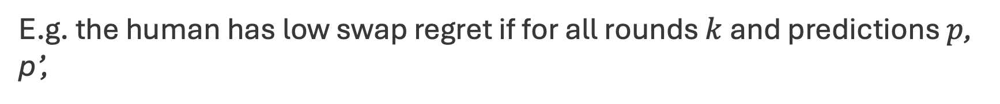 E.g. the human has low swap regret if for all rounds k and predictions p,
p’,